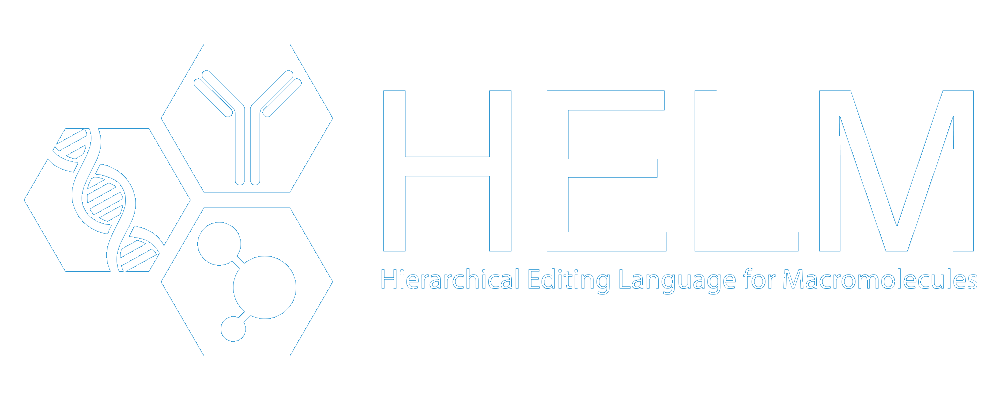 HELM
Hierarchical Editing Language for Macromolecules